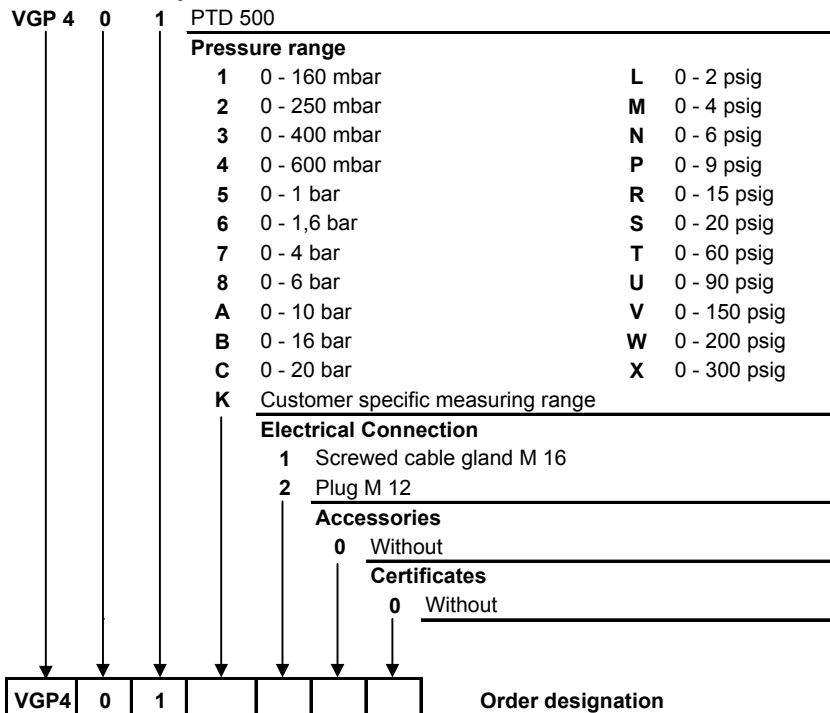 VGP 4 0 1 PTD 500
Pressure range
1 0 - 160 mbar L 0 - 2 psig
2 0 - 250 mbar M 0 - 4 psig
3 0 - 400 mbar N 0 - 6 psig
4 0 - 600 mbar P 0 - 9 psig
5 0 - 1 bar R 0 - 15 psig
6 0 - 1,6 bar S 0 - 20 psig
7 0 - 4 bar T 0 - 60 psig
8 0 - 6 bar U 0 - 90 psig
A 0 - 10 bar V 0 - 150 psig
B 0 - 16 bar W 0 - 200 psig
C 0 - 20 bar X 0 - 300 psig
K Customer specific measuring range
Electrical Connection
1 Screwed cable gland M 16
2 Plug M 12
Accessories
0 Without
Certificates
0 Without
VGP4 0 1 Order designation